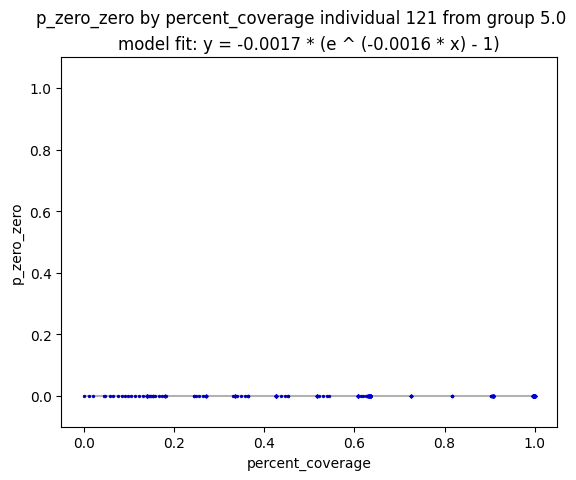 p_zero_zero by percent_coverage individual 121 from group 5.0
model fit: y = -0.0017 * (e ^ (-0.0016 * x) - 1)
1.0
0.8
0.6
0.4
0.2
0.0
p_zero_zero
0.0 0.2 0.4 0.6 0.8 1.0
percent_coverage